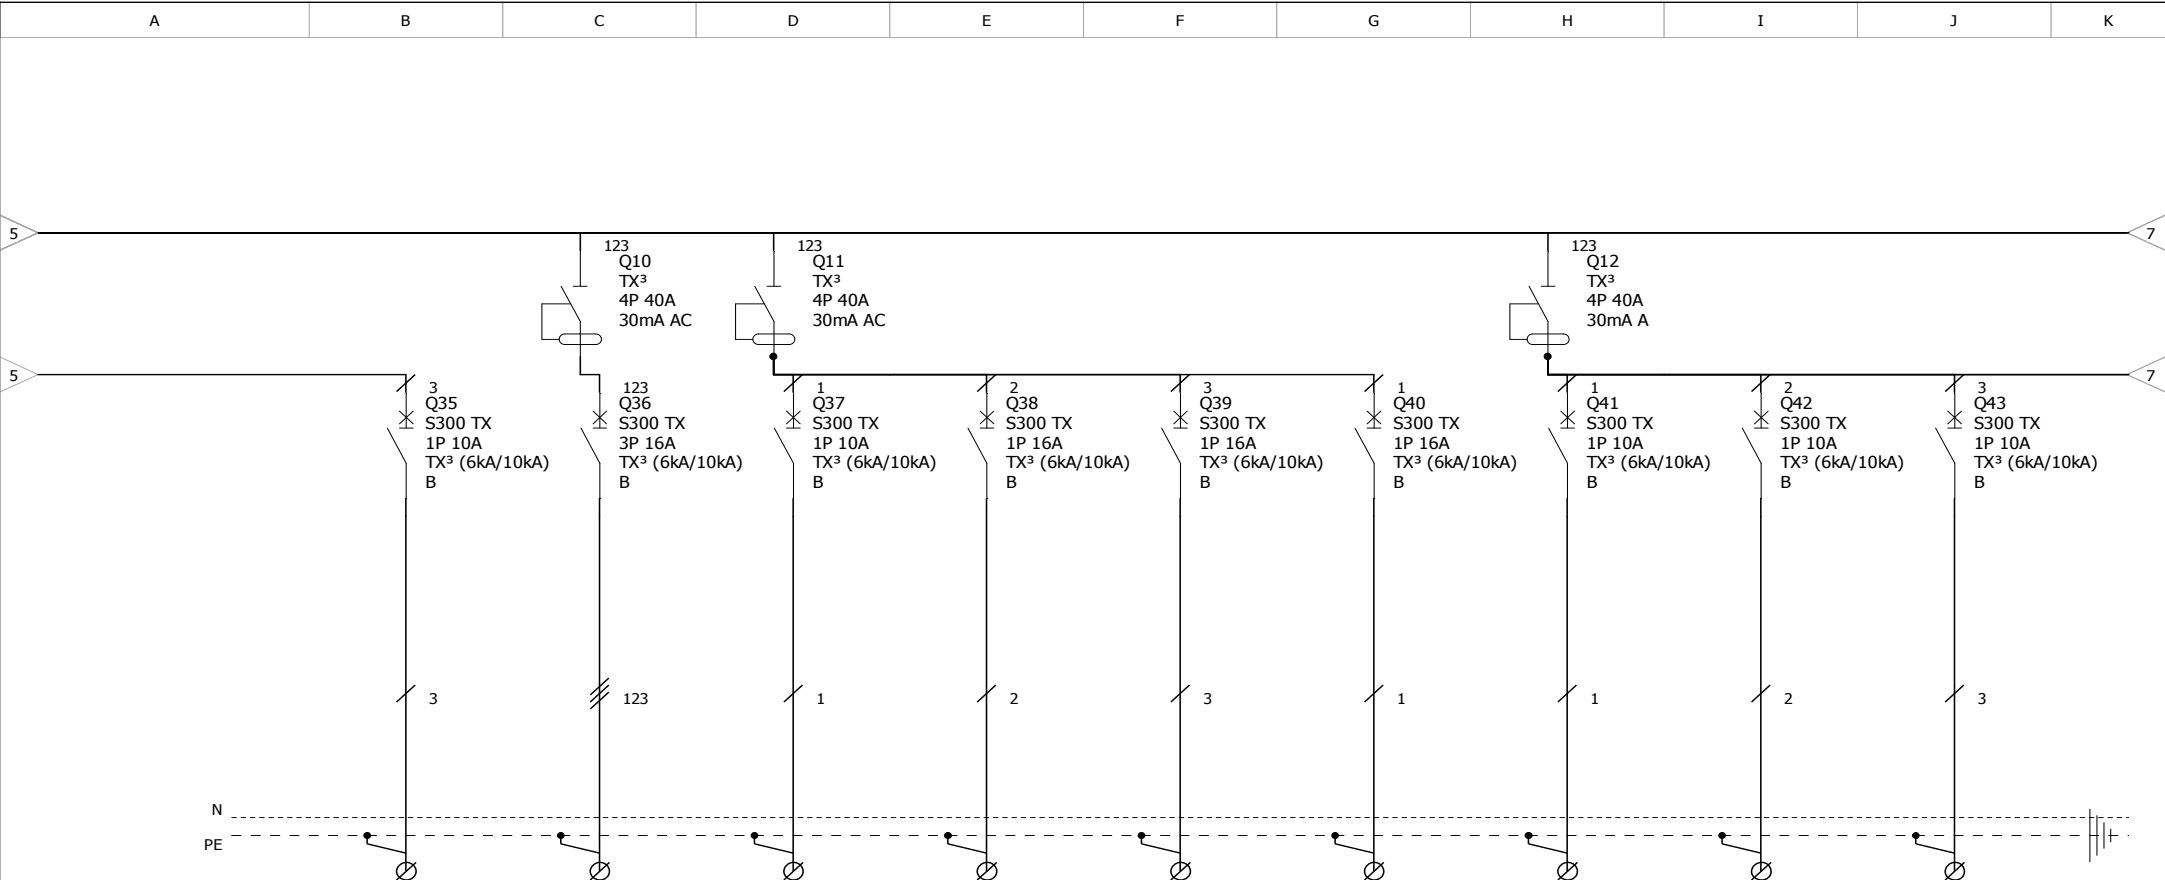 A B C D E F G H I J K
5 7
123 123 123
Q10 Q11 Q12
TX³ TX³ TX³
4P 40A 4P 40A 4P 40A
30mA AC 30mA AC 30mA A
5 7
3 123 1 2 3 1 1 2 3
Q35 Q36 Q37 Q38 Q39 Q40 Q41 Q42 Q43
S300 TX S300 TX S300 TX S300 TX S300 TX S300 TX S300 TX S300 TX S300 TX
1P 10A 3P 16A 1P 10A 1P 16A 1P 16A 1P 16A 1P 10A 1P 10A 1P 10A
TX³ (6kA/10kA) TX³ (6kA/10kA) TX³ (6kA/10kA) TX³ (6kA/10kA) TX³ (6kA/10kA) TX³ (6kA/10kA) TX³ (6kA/10kA) TX³ (6kA/10kA) TX³ (6kA/10kA)
B B B B B B B B B
3 123 1 2 3 1 1 2 3
N
PE